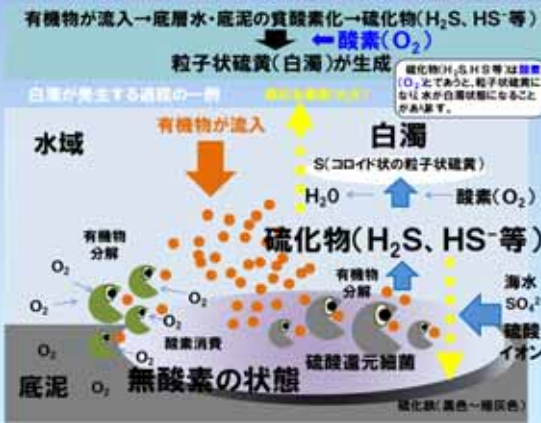 有機物が流入→底層水・底泥の貧酸素化→硫化物(H₂S、HS⁻等)
酸素(O₂)
粒子状硫黄(白濁)が生成
白濁が発生する過程の一例
硫化物(H₂S、HS等)は酸素
(O₂)とであうと、粒子状硫黄に
なり水が白濁状態になること
があります。
有機物が流入
水域
白濁
S(コロイド状の粒子状硫黄)
H₂O
酸素(O₂)
硫化物(H₂S、HS⁻等)
有機物
分解
有機物
分解
O₂
O₂
O₂
O₂
O₂
O₂
O₂
酸素消費
海水
SO₄²
硫酸
イオン
硫酸還元細菌
無酸素の状態
底泥
硫化鉄(黒色～暗灰色)